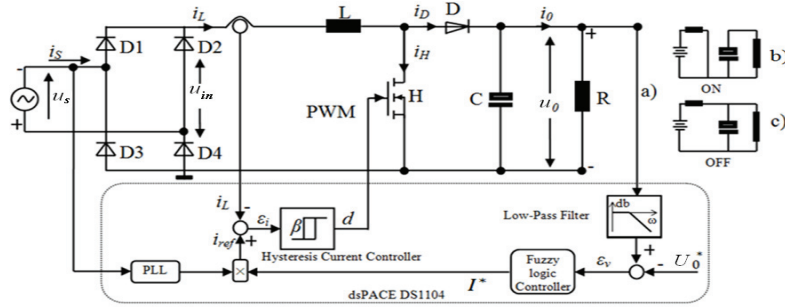 i_L L i_D D i_0
i_S D1 D2 + b)
i_H
- ON
u_s u_in H C u_0 R a)
PWM c)
+
D3 D4 - OFF
i_L - db
ω
ε_i β d Low-Pass Filter
i_ref + Hysteresis Current Controller
+ -
PLL × I* Fuzzy logic Controller ε_v U_0*
dsPACE DS1104